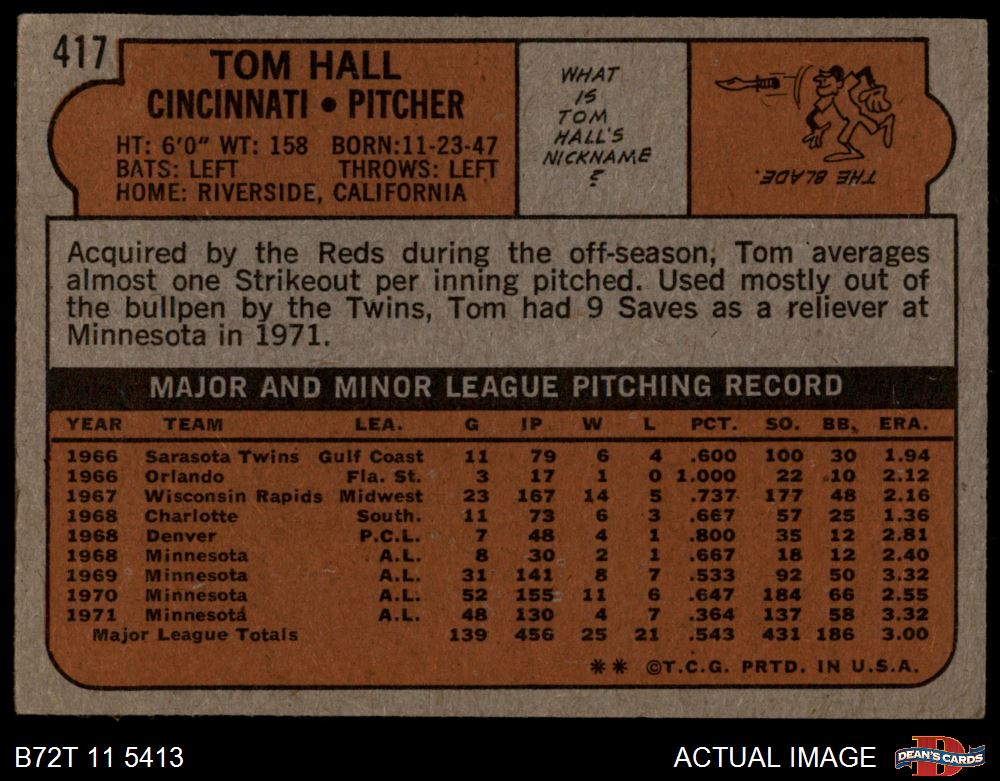 417
TOM HALL
CINCINNATI • PITCHER
HT: 6'0" WT: 158 BORN:11-23-47
BATS: LEFT THROWS: LEFT
HOME: RIVERSIDE, CALIFORNIA
WHAT
IS
TOM
HALL'S
NICKNAME
?
THE BLADE.
Acquired by the Reds during the off-season, Tom averages
almost one Strikeout per inning pitched. Used mostly out of
the bullpen by the Twins, Tom had 9 Saves as a reliever at
Minnesota in 1971.
MAJOR AND MINOR LEAGUE PITCHING RECORD
YEAR TEAM LEA. G IP W L PCT. SO. BB. ERA.
1966 Sarasota Twins Gulf Coast 11 79 6 4 .600 100 30 1.94
1966 Orlando Fla. St. 3 17 1 0 1.000 22 10 2.12
1967 Wisconsin Rapids Midwest 23 167 14 5 .737 177 48 2.16
1968 Charlotte South. 11 73 6 3 .667 57 25 1.36
1968 Denver P.C.L. 7 48 4 1 .800 35 12 2.81
1968 Minnesota A.L. 8 30 2 1 .667 18 12 2.40
1969 Minnesota A.L. 31 141 8 7 .533 92 50 3.32
1970 Minnesota A.L. 52 155 11 6 .647 184 66 2.55
1971 Minnesota A.L. 48 130 4 7 .364 137 58 3.32
Major League Totals 139 456 25 21 .543 431 186 3.00
** ©T.C.G. PRTD. IN U.S.A.
B72T 11 5413
ACTUAL IMAGE
D
DEAN'S CARDS